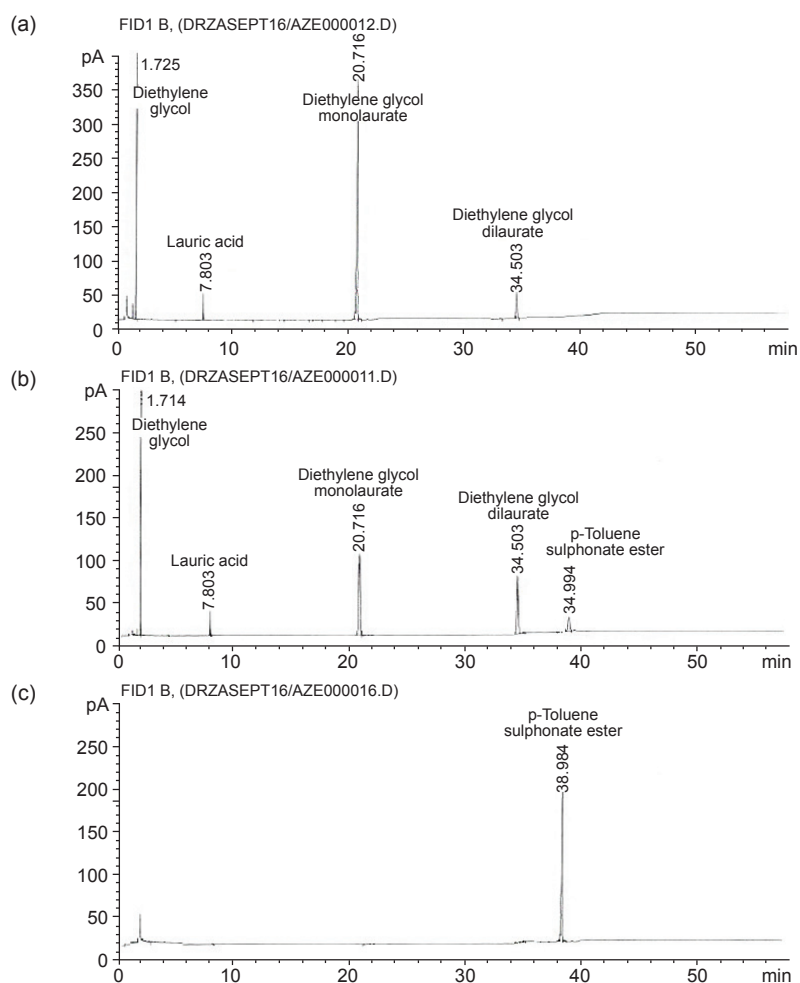 (a)
FID1 B, (DRZASEPT16/AZE000012.D)
pA
350
300
250
200
150
100
50
0
1.725
Diethylene
glycol
Lauric acid
7.803
20.716
Diethylene glycol
monolaurate
Diethylene glycol
dilaurate
34.503
0
10
20
30
40
50
min
(b)
FID1 B, (DRZASEPT16/AZE000011.D)
pA
250
200
150
100
50
0
1.714
Diethylene
glycol
Lauric acid
7.803
Diethylene glycol
monolaurate
20.716
Diethylene glycol
dilaurate
34.503
p-Toluene
sulphonate ester
34.994
0
10
20
30
40
50
min
(c)
FID1 B, (DRZASEPT16/AZE000016.D)
pA
250
200
150
100
50
0
p-Toluene
sulphonate ester
38.984
0
10
20
30
40
50
min